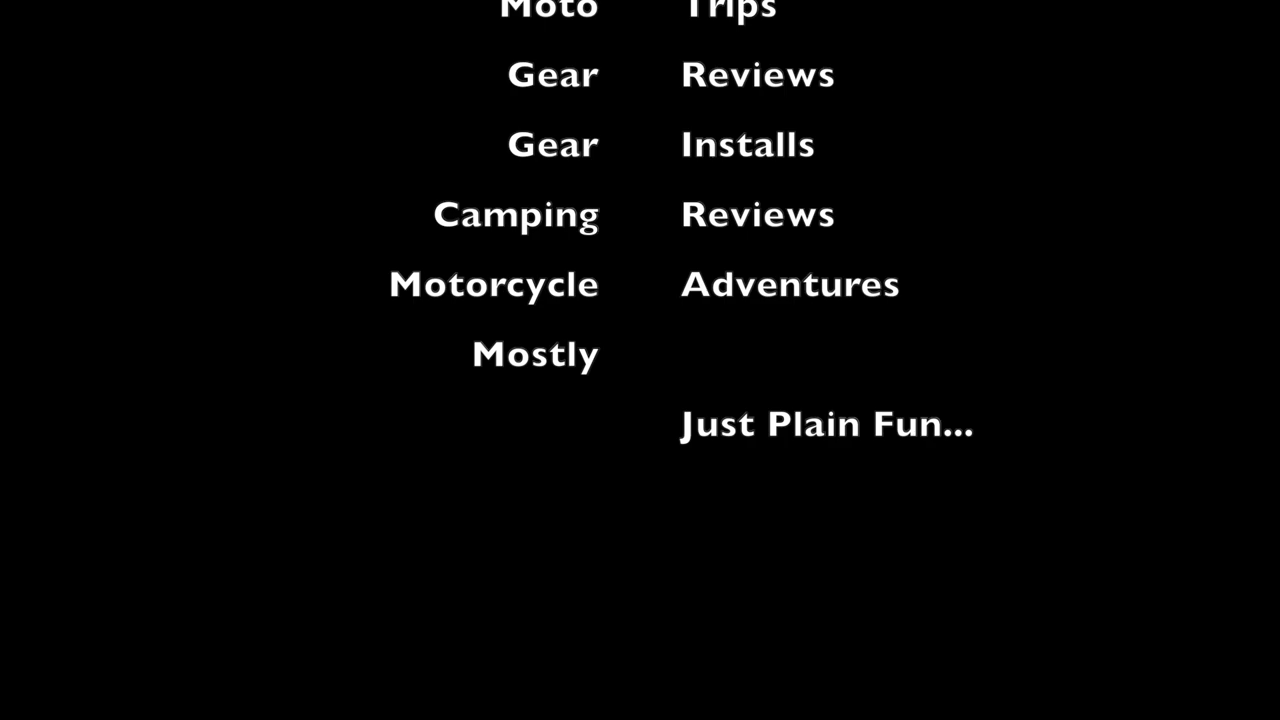 Moto Trips
Gear Reviews
Gear Installs
Camping Reviews
Motorcycle Adventures
Mostly
Just Plain Fun...